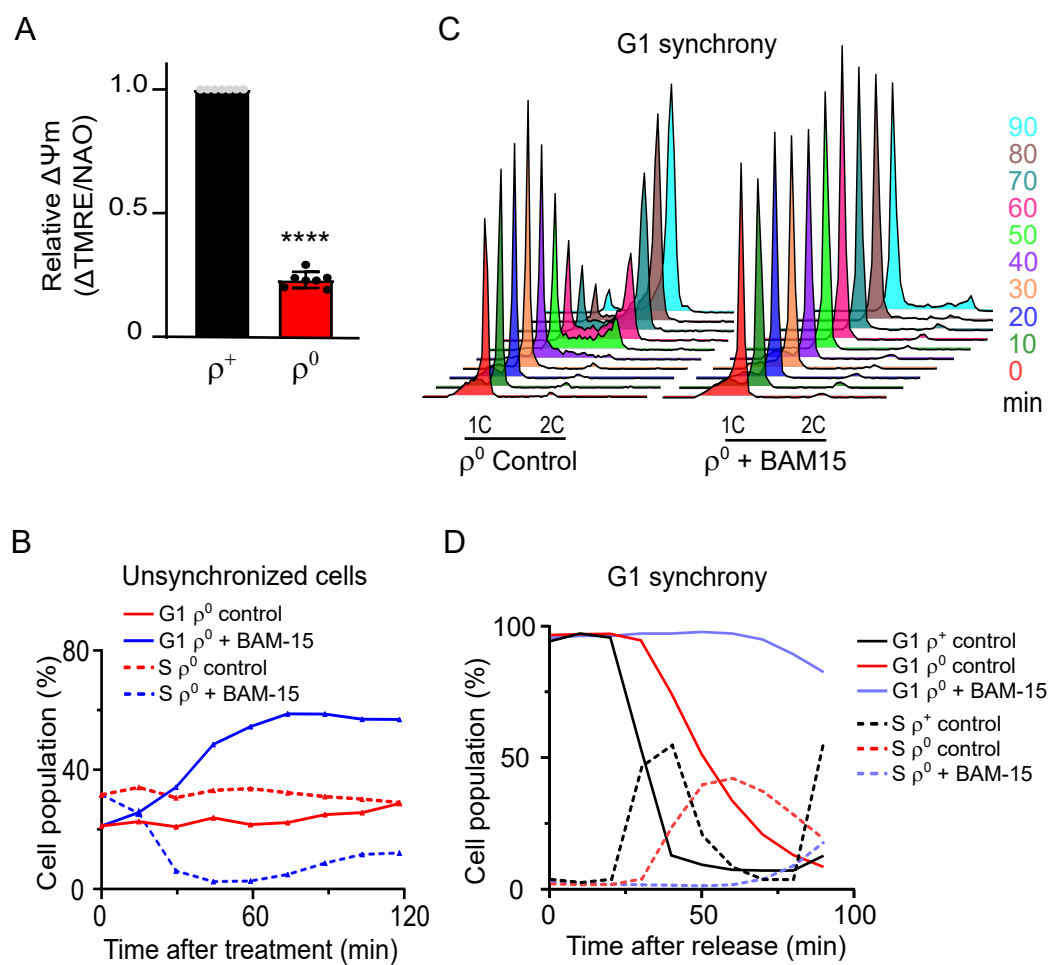 A
Relative ΔΨm
(ΔTMRE/NAO)
1.0
0.5
0
****
ρ⁺
ρ⁰
C
G1 synchrony
90
80
70
60
50
40
30
20
10
0
min
1C
2C
1C
2C
ρ⁰ Control
ρ⁰ + BAM15
B
Unsynchronized cells
G1 ρ⁰ control
G1 ρ⁰ + BAM-15
S ρ⁰ control
S ρ⁰ + BAM-15
Cell population (%)
80
40
0
0
60
120
Time after treatment (min)
D
G1 synchrony
Cell population (%)
100
50
0
0
50
100
Time after release (min)
G1 ρ⁺ control
G1 ρ⁰ control
G1 ρ⁰ + BAM-15
S ρ⁺ control
S ρ⁰ control
S ρ⁰ + BAM-15